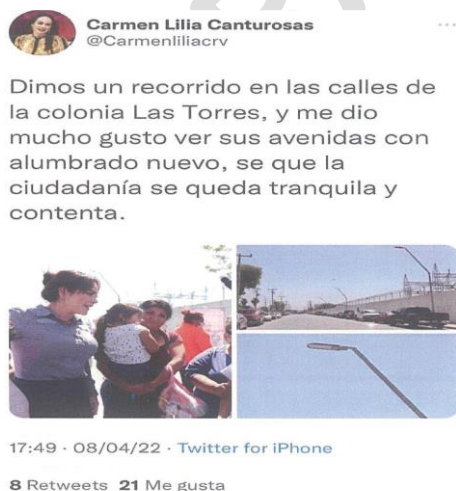 Carmen Lilia Canturosas
@Carmenliliacrv
Dimos un recorrido en las calles de
la colonia Las Torres, y me dio
mucho gusto ver sus avenidas con
alumbrado nuevo, se que la
ciudadanía se queda tranquila y
contenta.
17:49 · 08/04/22 · Twitter for iPhone
8 Retweets 21 Me gusta